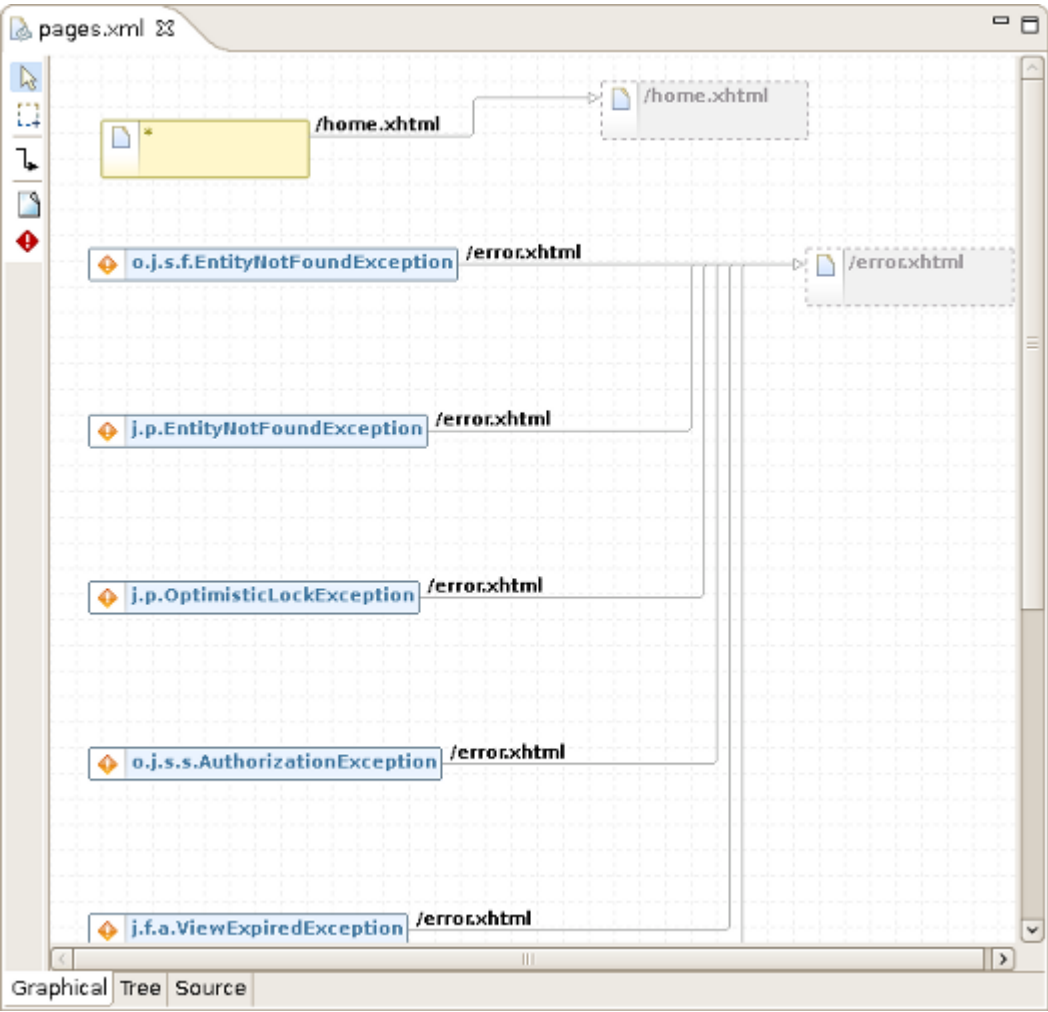 pages.xml
/home.xhtml
*
/home.xhtml
/error.xhtml
o.j.s.f.EntityNotFoundException
/error.xhtml
/error.xhtml
j.p.EntityNotFoundException
/error.xhtml
j.p.OptimisticLockException
/error.xhtml
o.j.s.s.AuthorizationException
/error.xhtml
j.f.a.ViewExpiredException
Graphical Tree Source